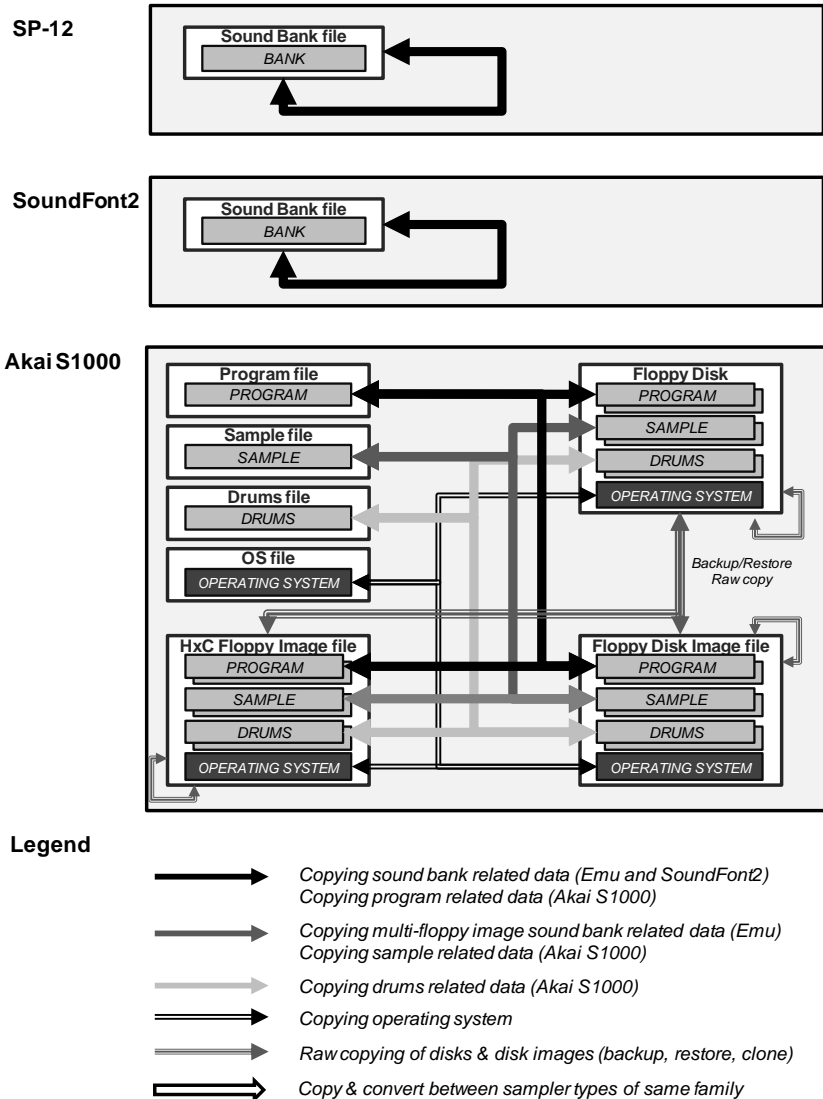 SP-12
Sound Bank file
BANK
SoundFont2
Sound Bank file
BANK
Akai S1000
Program file
PROGRAM
Sample file
SAMPLE
Drums file
DRUMS
OS file
OPERATING SYSTEM
Floppy Disk
PROGRAM
SAMPLE
DRUMS
OPERATING SYSTEM
Backup/Restore
Raw copy
HxC Floppy Image file
PROGRAM
SAMPLE
DRUMS
OPERATING SYSTEM
Floppy Disk Image file
PROGRAM
SAMPLE
DRUMS
OPERATING SYSTEM
Legend
Copying sound bank related data (Emu and SoundFont2)
Copying program related data (Akai S1000)
Copying multi-floppy image sound bank related data (Emu)
Copying sample related data (Akai S1000)
Copying drums related data (Akai S1000)
Copying operating system
Raw copying of disks & disk images (backup, restore, clone)
Copy & convert between sampler types of same family